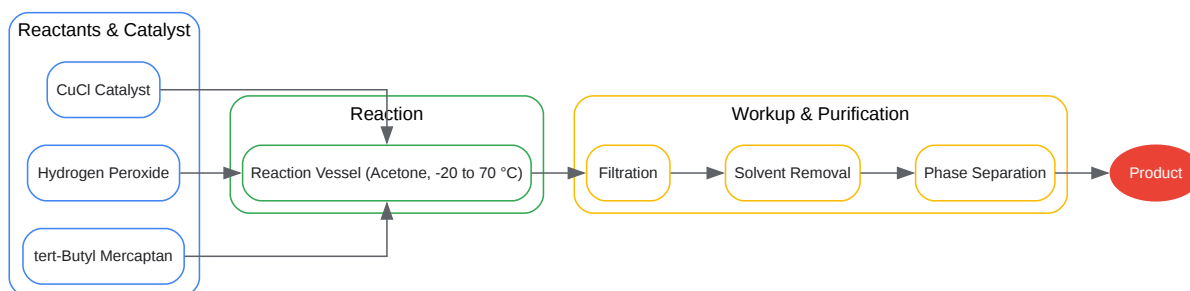 Reactants & Catalyst
CuCl Catalyst
Hydrogen Peroxide
tert-Butyl Mercaptan
Reaction
Reaction Vessel (Acetone, -20 to 70 °C)
Workup & Purification
Filtration
Solvent Removal
Phase Separation
Product